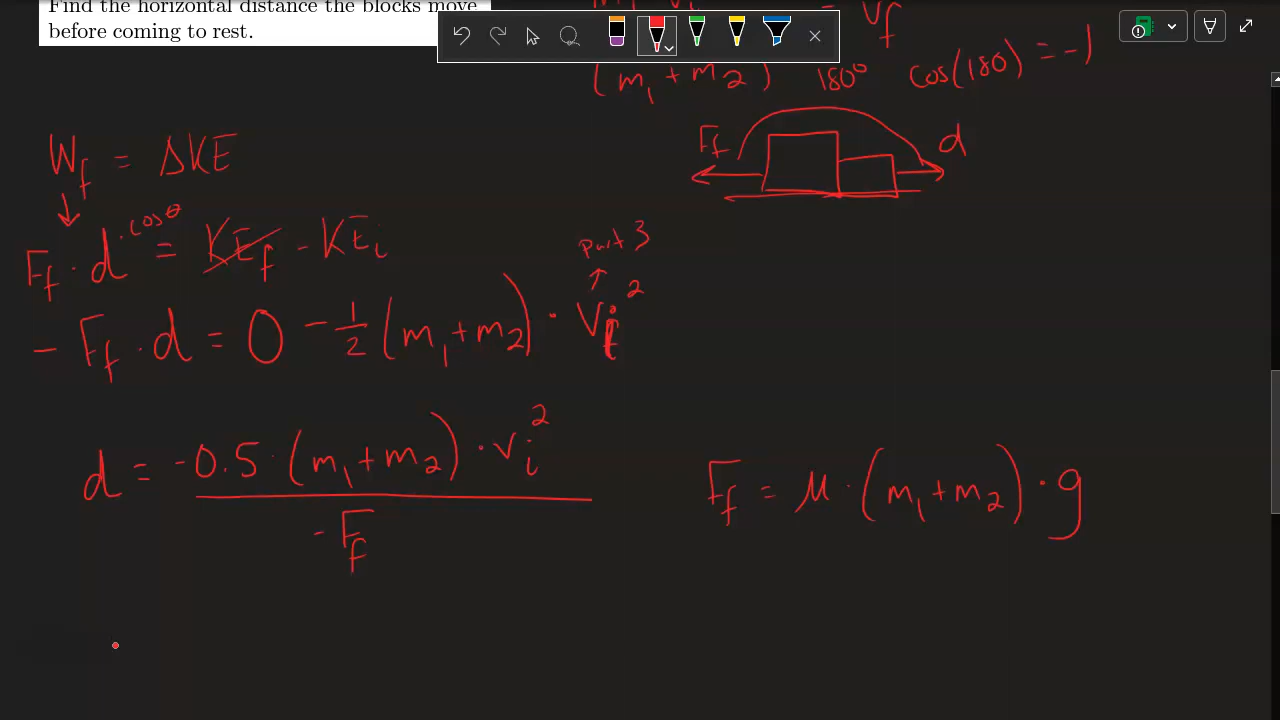 Find the horizontal distance the blocks move
before coming to rest.
= vf
(m1 + m2) 180° cos(180) = -1
Ff d
Wf = ΔKE
Ff · d · cosθ = KEf - KEi
part 3
- Ff · d = 0 - 1/2 (m1 + m2) · Vi²
d = -0.5 · (m1 + m2) · vi² / -Ff
Ff = μ · (m1 + m2) · g